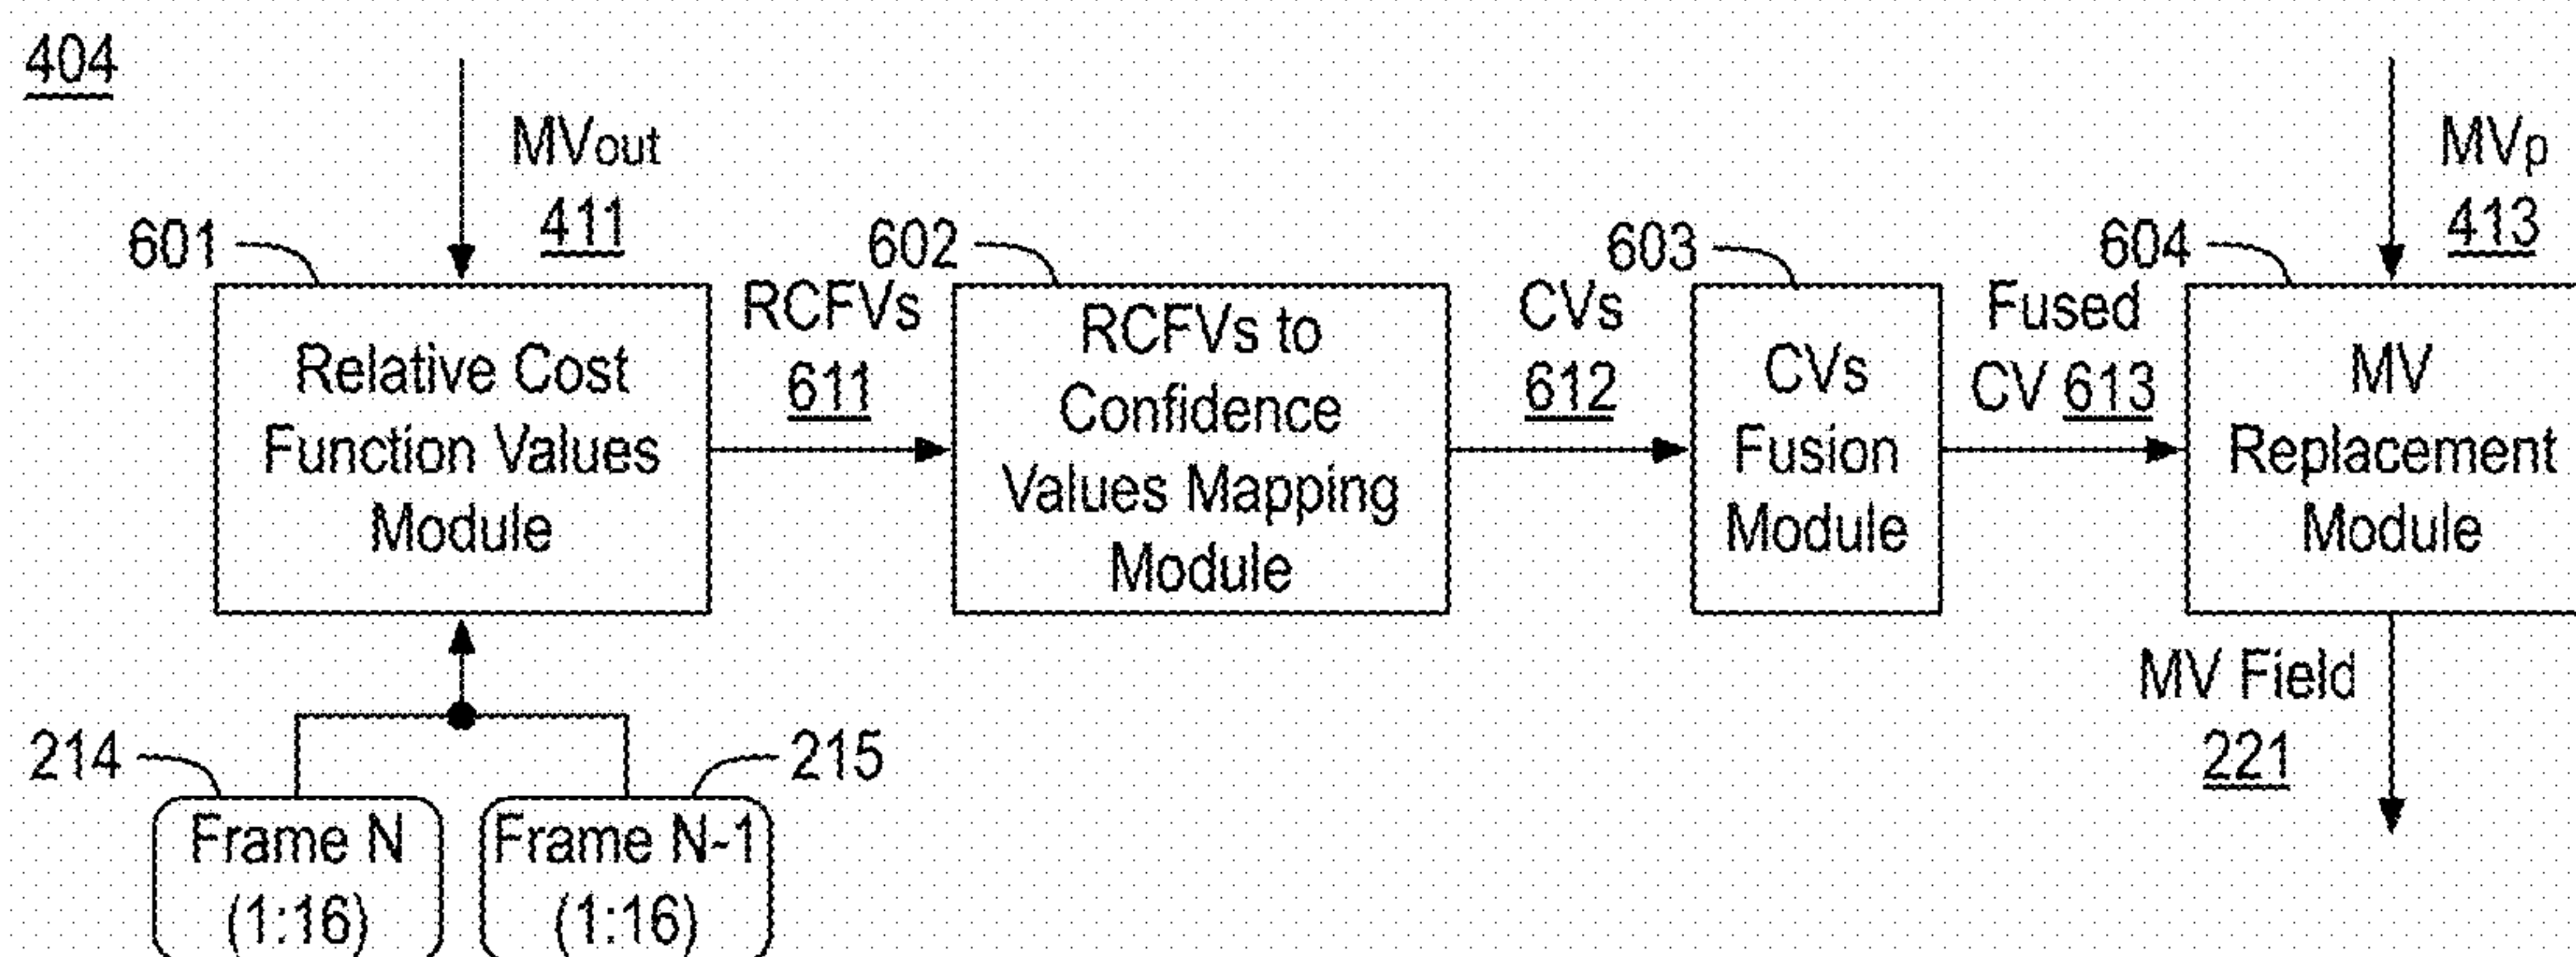 404
MVout
411
MVp
413
601
602
603
604
RCFVs
611
CVs
612
Fused
CV 613
Relative Cost
Function Values
Module
RCFVs to
Confidence
Values Mapping
Module
CVs
Fusion
Module
MV
Replacement
Module
MV Field
221
214
215
Frame N
(1:16)
Frame N-1
(1:16)